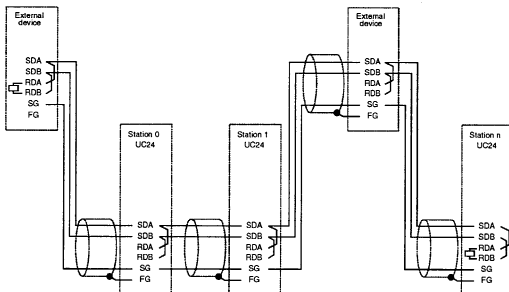 External
device
SDA
SDB
RDA
RDB
SG
FG
Station 0
UC24
SDA
SDB
RDA
RDB
SG
FG
Station 1
UC24
SDA
SDB
RDA
RDB
SG
FG
External
device
SDA
SDB
RDA
RDB
SG
FG
Station n
UC24
SDA
SDB
RDA
RDB
SG
FG